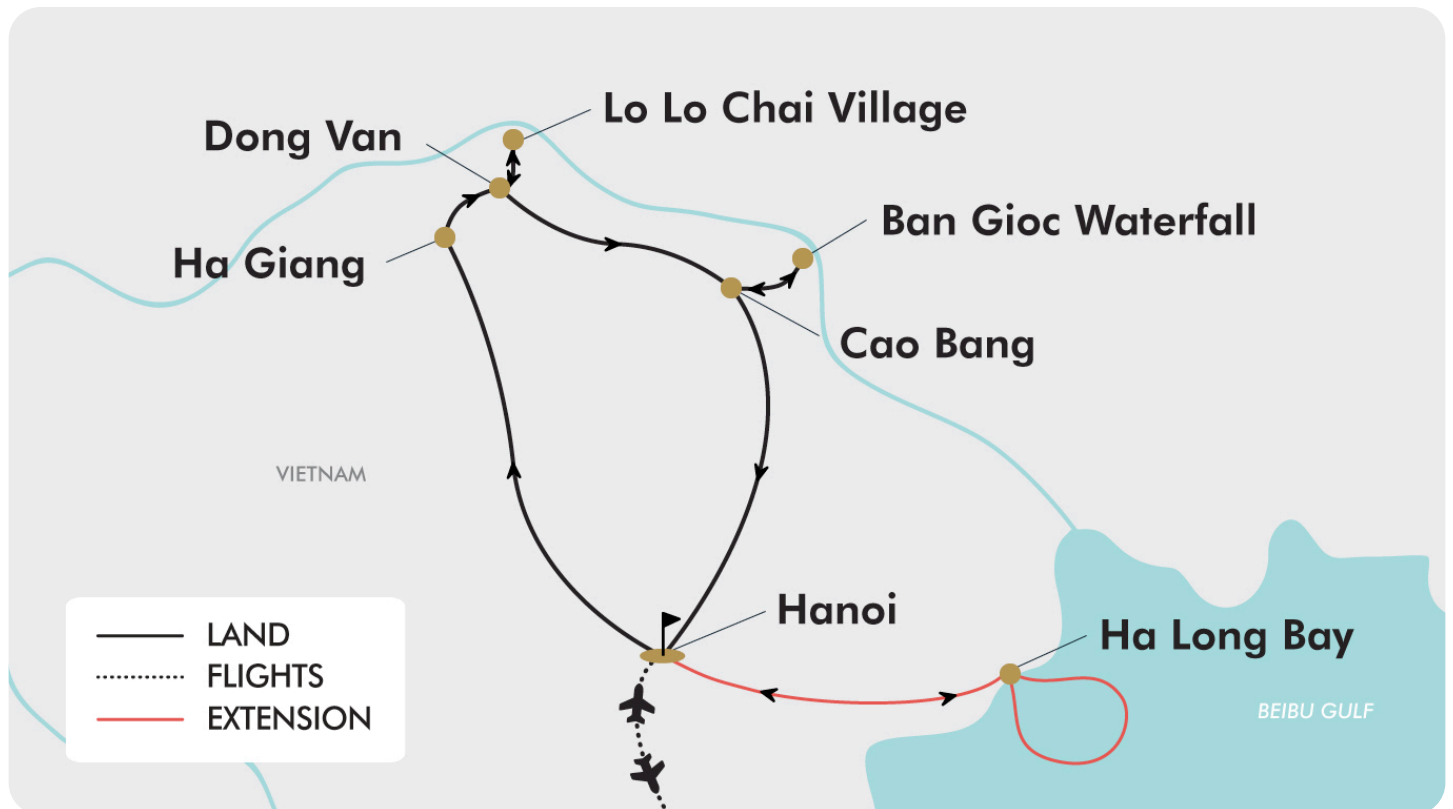 Lo Lo Chai Village
Dong Van
Ban Gioc Waterfall
Ha Giang
Cao Bang
VIETNAM
Hanoi
Ha Long Bay
LAND
FLIGHTS
EXTENSION
BEIBU GULF